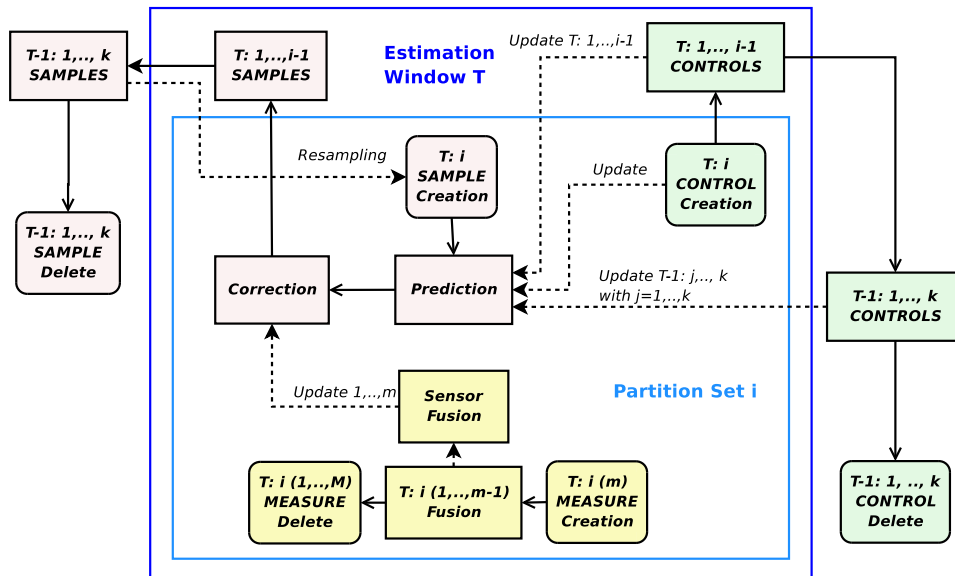 T-1: 1,.., k
SAMPLES
T: 1,..,i-1
SAMPLES
Estimation
Window T
Update T: 1,..,i-1
T: 1,.., i-1
CONTROLS
Resampling
T: i
SAMPLE
Creation
Update
T: i
CONTROL
Creation
T-1: 1,.., k
SAMPLE
Delete
Correction
Prediction
Update T-1: j,.., k
with j=1,..,k
T-1: 1,.., k
CONTROLS
Update 1,..,m
Sensor
Fusion
Partition Set i
T: i (1,..,M)
MEASURE
Delete
T: i (1,..,m-1)
Fusion
T: i (m)
MEASURE
Creation
T-1: 1, .., k
CONTROL
Delete